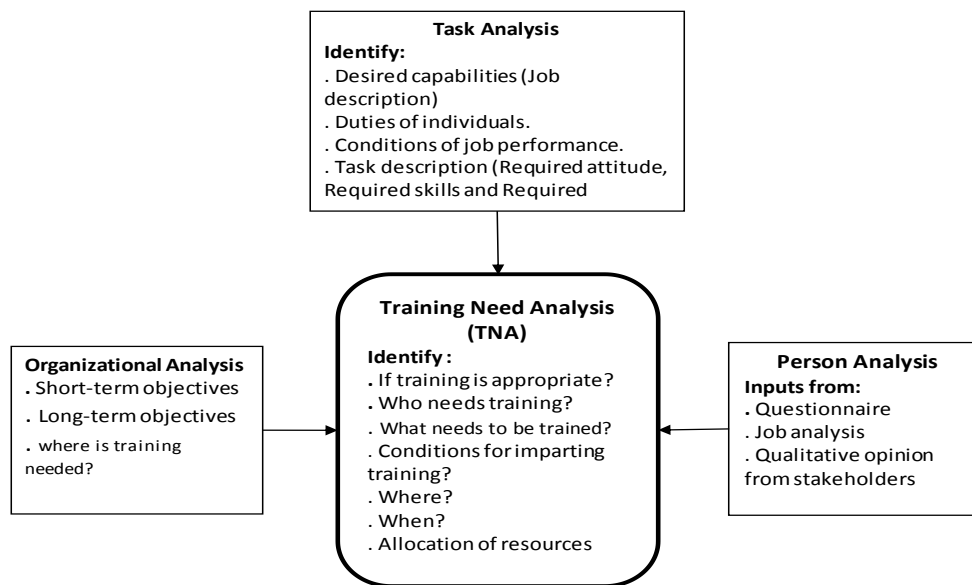 Task Analysis
Identify:
. Desired capabilities (Job
description)
. Duties of individuals.
. Conditions of job performance.
. Task description (Required attitude,
Required skills and Required
Training Need Analysis
(TNA)
Identify :
. If training is appropriate?
. Who needs training?
. What needs to be trained?
. Conditions for imparting
training?
. Where?
. When?
. Allocation of resources
Organizational Analysis
. Short-term objectives
. Long-term objectives
. where is training
needed?
Person Analysis
Inputs from:
. Questionnaire
. Job analysis
. Qualitative opinion
from stakeholders